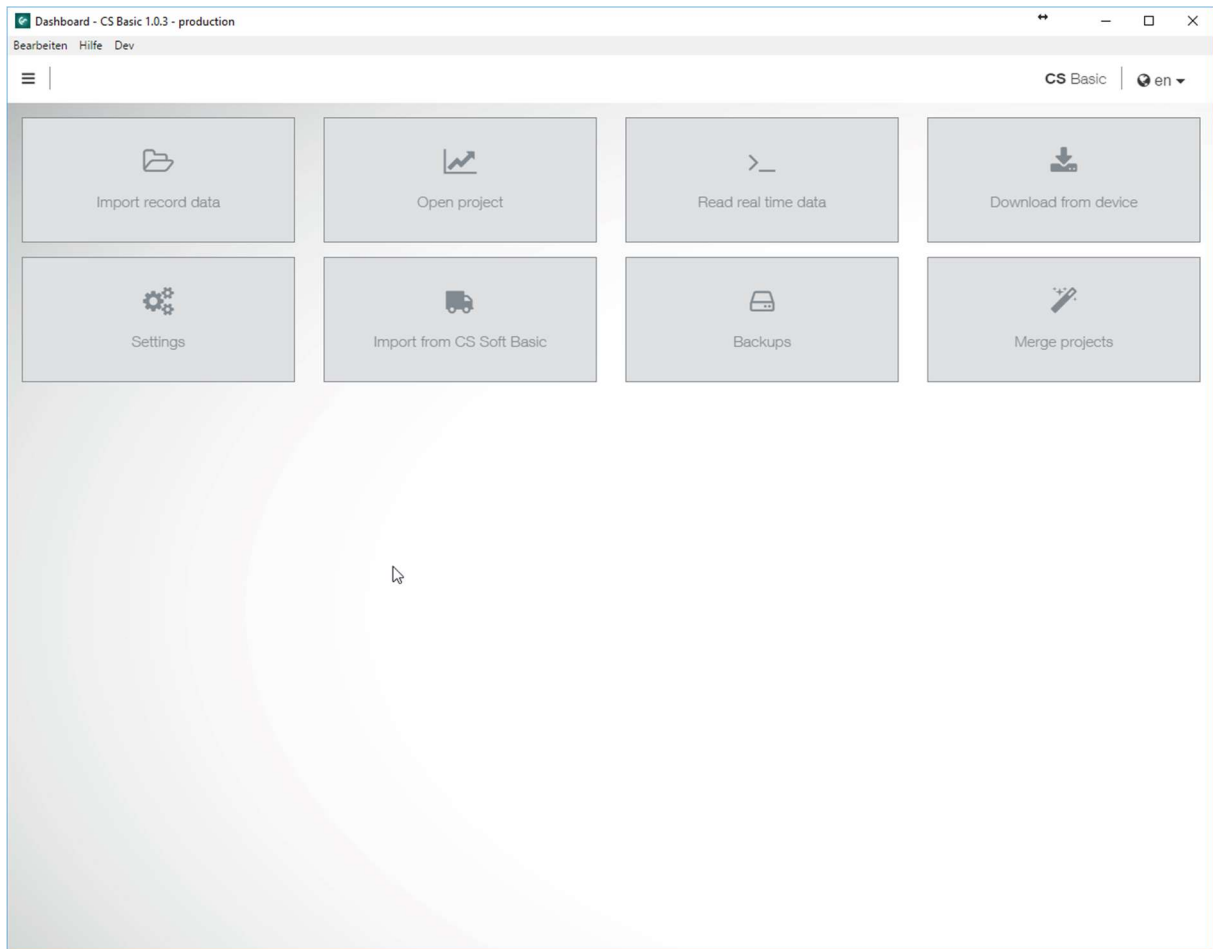 Dashboard - CS Basic 1.0.3 - production
Bearbeiten Hilfe Dev
CS Basic en
Import record data
Open project
Read real time data
Download from device
Settings
Import from CS Soft Basic
Backups
Merge projects